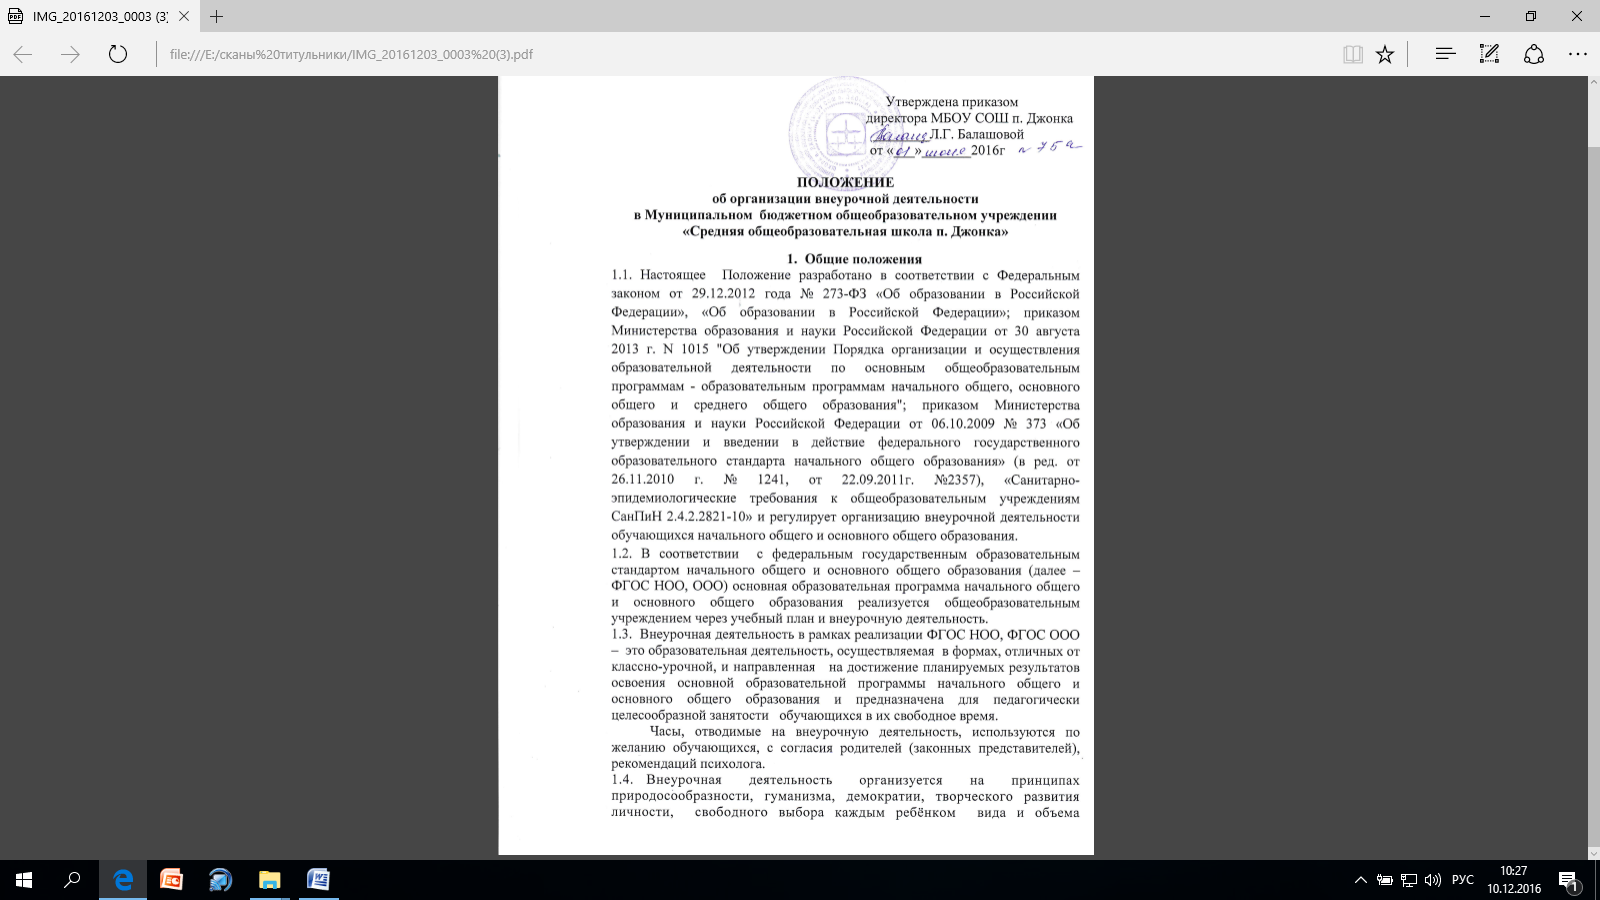 IMG_20161203_0003 (3)
file:///E:/сканы%20титульники/IMG_20161203_0003%20(3).pdf
Утверждена приказом
директора МБОУ СОШ п. Джонка
Л.Г. Балашовой
от «01» 2016г № 75а
ПОЛОЖЕНИЕ
об организации внеурочной деятельности
в Муниципальном бюджетном общеобразовательном учреждении
«Средняя общеобразовательная школа п. Джонка»
1. Общие положения
1.1. Настоящее Положение разработано в соответствии с Федеральным
законом от 29.12.2012 года № 273-ФЗ «Об образовании в Российской
Федерации», «Об образовании в Российской Федерации»; приказом
Министерства образования и науки Российской Федерации от 30 августа
2013 г. N 1015 "Об утверждении Порядка организации и осуществления
образовательной деятельности по основным общеобразовательным
программам - образовательным программам начального общего, основного
общего и среднего общего образования"; приказом Министерства
образования и науки Российской Федерации от 06.10.2009 № 373 «Об
утверждении и введении в действие федерального государственного
образовательного стандарта начального общего образования» (в ред. от
26.11.2010 г. № 1241, от 22.09.2011г. №2357), «Санитарно-
эпидемиологические требования к общеобразовательным учреждениям
СанПиН 2.4.2.2821-10» и регулирует организацию внеурочной деятельности
обучающихся начального общего и основного общего образования.
1.2. В соответствии с федеральным государственным образовательным
стандартом начального общего и основного общего образования (далее –
ФГОС НОО, ООО) основная образовательная программа начального общего
и основного общего образования реализуется общеобразовательным
учреждением через учебный план и внеурочную деятельность.
1.3. Внеурочная деятельность в рамках реализации ФГОС НОО, ФГОС ООО
– это образовательная деятельность, осуществляемая в формах, отличных от
классно-урочной, и направленная на достижение планируемых результатов
освоения основной образовательной программы начального общего и
основного общего образования и предназначена для педагогически
целесообразной занятости обучающихся в их свободное время.
Часы, отводимые на внеурочную деятельность, используются по
желанию обучающихся, с согласия родителей (законных представителей),
рекомендаций психолога.
1.4. Внеурочная деятельность организуется на принципах
природосообразности, гуманизма, демократии, творческого развития
личности, свободного выбора каждым ребёнком вида и объема
РУС
10:27
10.12.2016
1